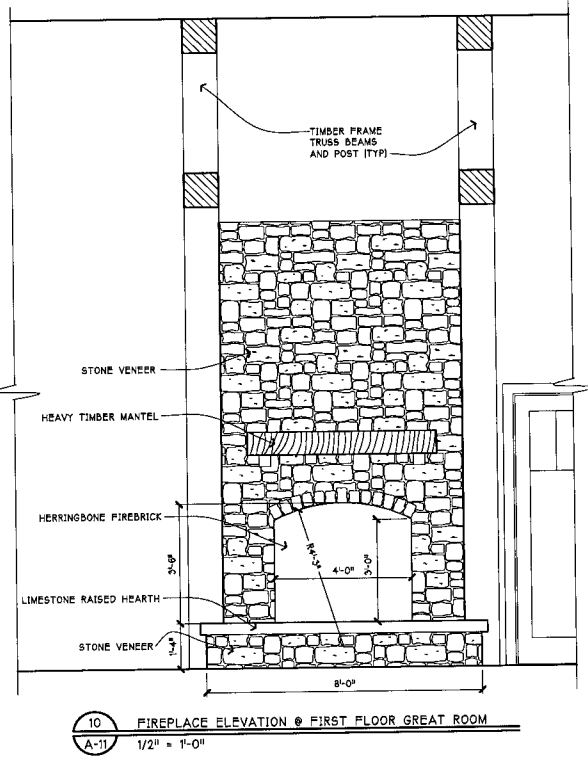 TIMBER FRAME
TRUSS BEAMS
AND POST (TYP)
STONE VENEER
HEAVY TIMBER MANTEL
HERRINGBONE FIREBRICK
3'-6"
R4'-3"
4'-0"
3'-0"
LIMESTONE RAISED HEARTH
STONE VENEER
1'-4"
8'-0"
10 FIREPLACE ELEVATION @ FIRST FLOOR GREAT ROOM
A-11 1/2" = 1'-0"